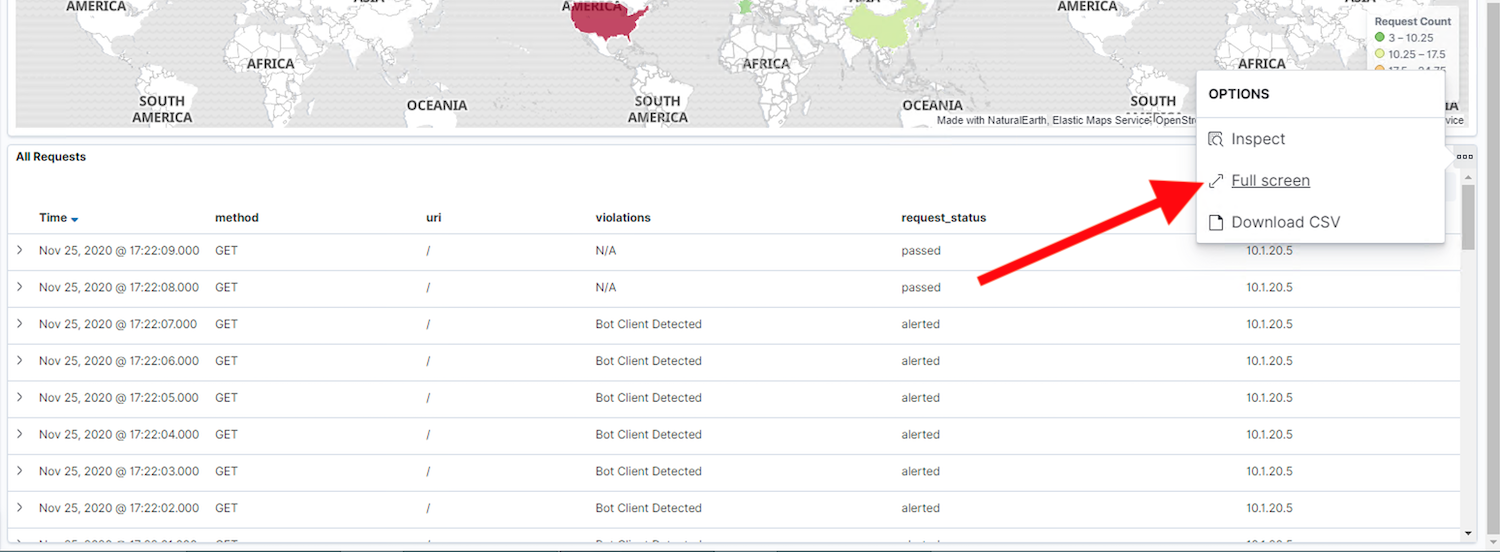 AMERICA ASIA AMERICA ASIA AMERICA ASIA
Request Count
3 – 10.25
10.25 – 17.5
17.5 – 24.75
AFRICA AFRICA AFRICA
SOUTH AMERICA OCEANIA SOUTH AMERICA OCEANIA SOUTH AMERICA
Made with NaturalEarth, Elastic Maps Service, OpenStre
OPTIONS
Inspect
Full screen
Download CSV
All Requests
Time method uri violations request_status
Nov 25, 2020 @ 17:22:09.000 GET / N/A passed 10.1.20.5
Nov 25, 2020 @ 17:22:08.000 GET / N/A passed 10.1.20.5
Nov 25, 2020 @ 17:22:07.000 GET / Bot Client Detected alerted 10.1.20.5
Nov 25, 2020 @ 17:22:06.000 GET / Bot Client Detected alerted 10.1.20.5
Nov 25, 2020 @ 17:22:05.000 GET / Bot Client Detected alerted 10.1.20.5
Nov 25, 2020 @ 17:22:04.000 GET / Bot Client Detected alerted 10.1.20.5
Nov 25, 2020 @ 17:22:03.000 GET / Bot Client Detected alerted 10.1.20.5
Nov 25, 2020 @ 17:22:02.000 GET / Bot Client Detected alerted 10.1.20.5